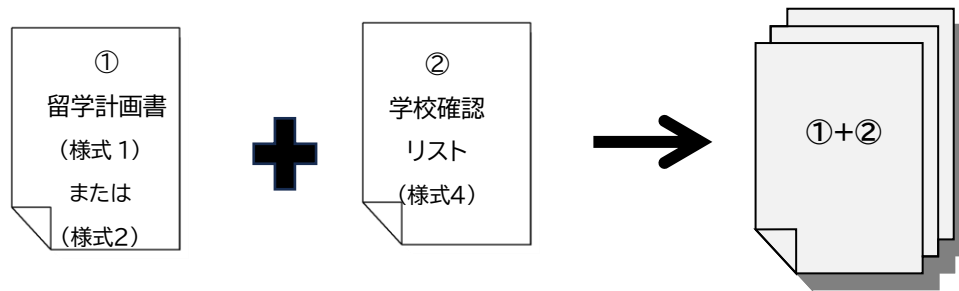 ①
留学計画書
（様式１）
または
（様式２）
②
学校確認
リスト
（様式４）
①+②